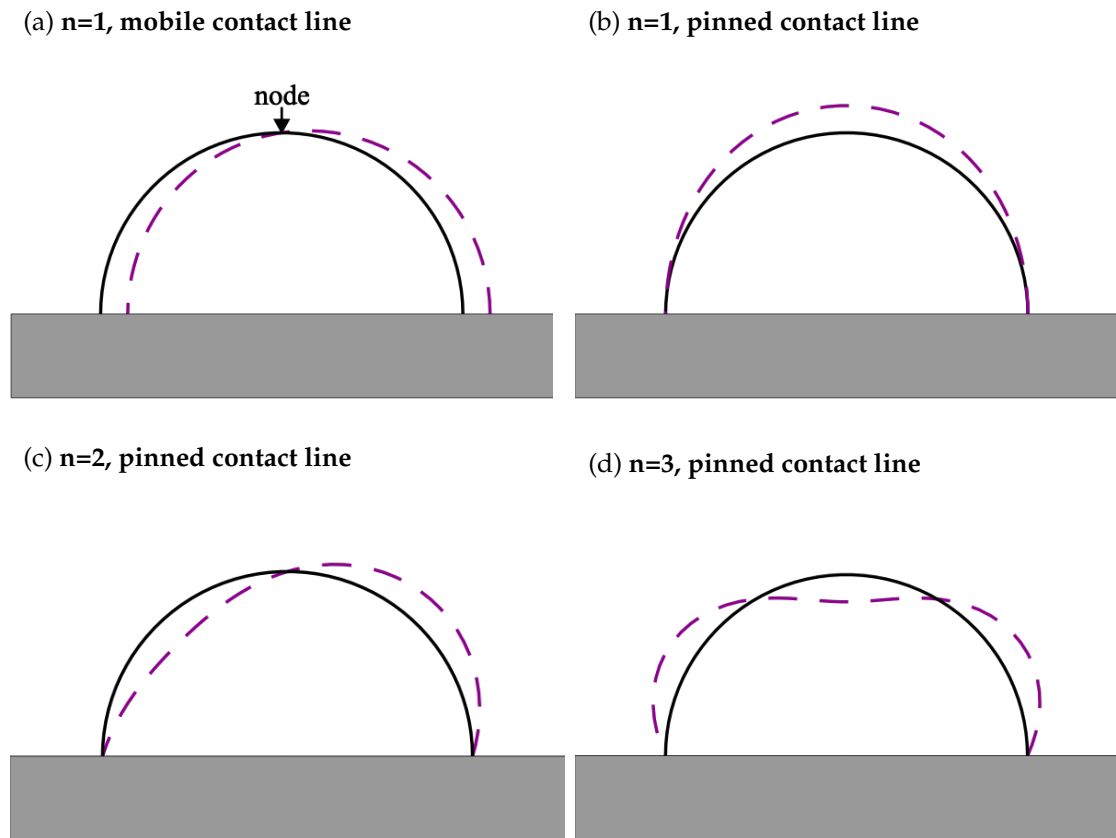 (a) n=1, mobile contact line
(b) n=1, pinned contact line
node
(c) n=2, pinned contact line
(d) n=3, pinned contact line